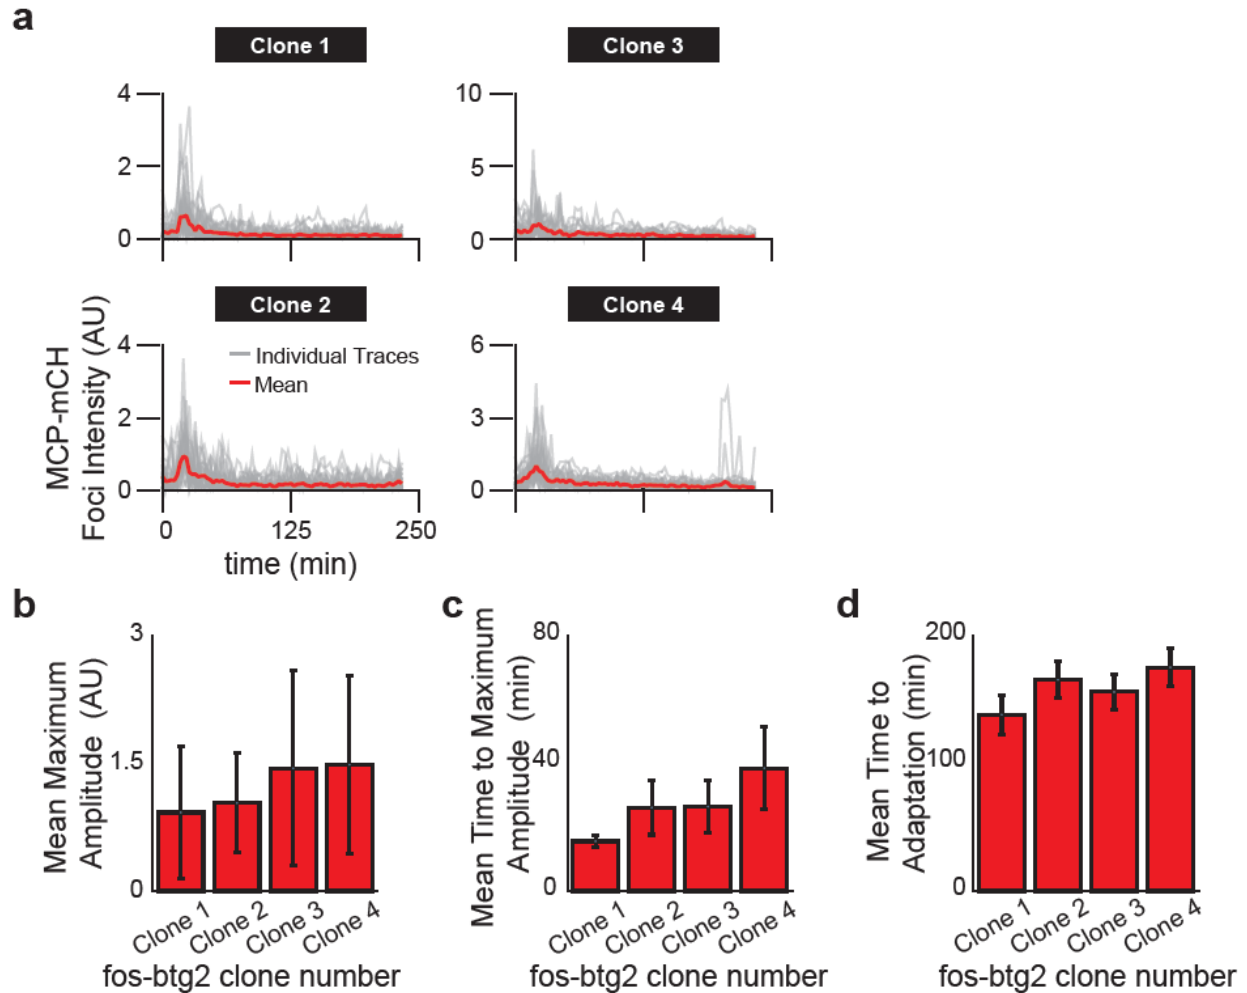 a
Clone 1
Clone 3
4
2
0
10
5
0
Clone 2
Clone 4
MCP-mCH
Foci Intensity (AU)
4
2
0
Individual Traces
Mean
6
3
0
0
125
250
time (min)
b
Mean Maximum
Amplitude (AU)
3
1.5
0
Clone 1
Clone 2
Clone 3
Clone 4
fos-btg2 clone number
c
Mean Time to Maximum
Amplitude (min)
80
40
0
Clone 1
Clone 2
Clone 3
Clone 4
fos-btg2 clone number
d
Mean Time to
Adaptation (min)
200
100
0
Clone 1
Clone 2
Clone 3
Clone 4
fos-btg2 clone number